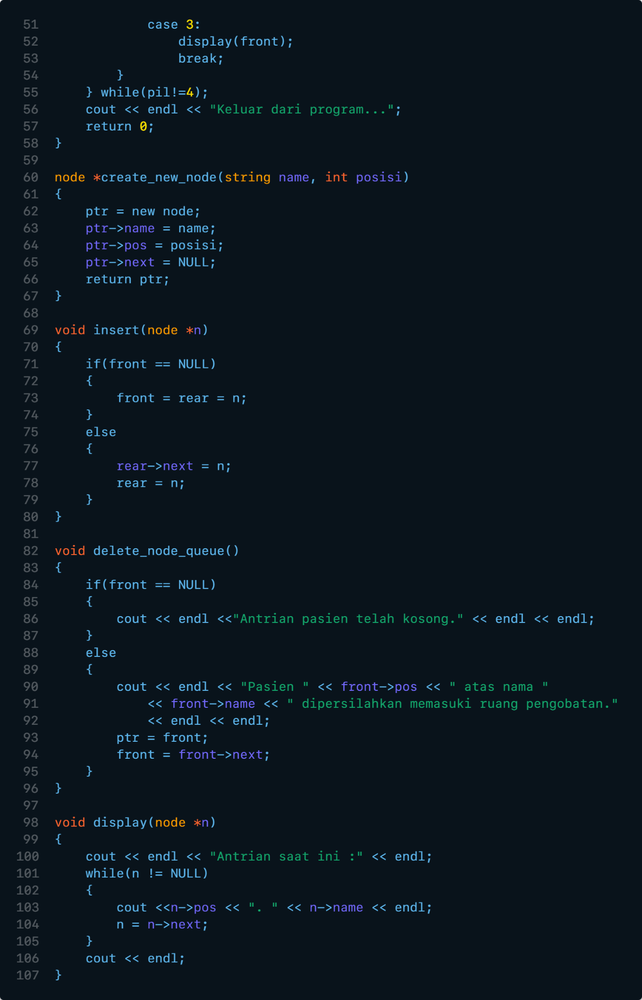 51              case 3:
52                  display(front);
53                  break;
54          }
55      } while(pil!=4);
56      cout << endl << "Keluar dari program...";
57      return 0;
58  }
59
60  node *create_new_node(string name, int posisi)
61  {
62      ptr = new node;
63      ptr->name = name;
64      ptr->pos = posisi;
65      ptr->next = NULL;
66      return ptr;
67  }
68
69  void insert(node *n)
70  {
71      if(front == NULL)
72      {
73          front = rear = n;
74      }
75      else
76      {
77          rear->next = n;
78          rear = n;
79      }
80  }
81
82  void delete_node_queue()
83  {
84      if(front == NULL)
85      {
86          cout << endl <<"Antrian pasien telah kosong." << endl << endl;
87      }
88      else
89      {
90          cout << endl << "Pasien " << front->pos << " atas nama "
91              << front->name << " dipersilahkan memasuki ruang pengobatan."
92              << endl << endl;
93          ptr = front;
94          front = front->next;
95      }
96  }
97
98  void display(node *n)
99  {
100     cout << endl << "Antrian saat ini :" << endl;
101     while(n != NULL)
102     {
103         cout <<n->pos << ". " << n->name << endl;
104         n = n->next;
105     }
106     cout << endl;
107 }